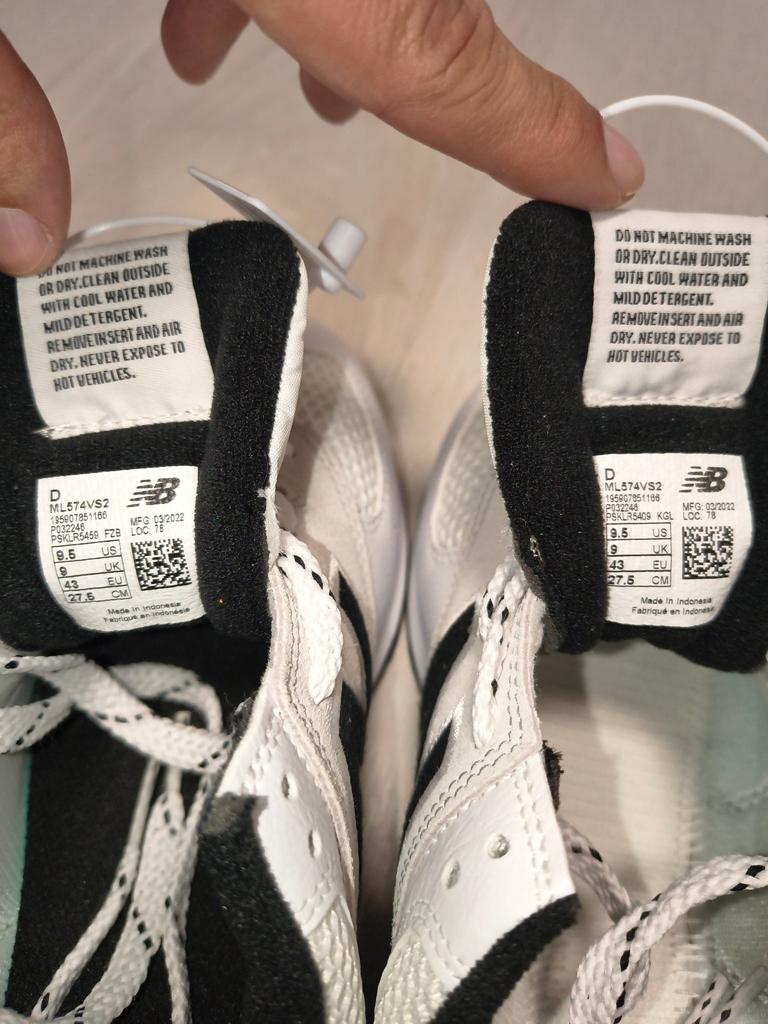 DO NOT MACHINE WASH
OR DRY.CLEAN OUTSIDE
WITH COOL WATER AND
MILD DETERGENT.
REMOVE INSERT AND AIR
DRY. NEVER EXPOSE TO
HOT VEHICLES.
D
ML574VS2
195907851166
P032246
PSKLR5459 FZB
NB
MFG: 03/2022
LOC: 78
9.5 US
9 UK
43 EU
27.5 CM
Made in Indonesia
Fabriqué en Indonésie
DO NOT MACHINE WASH
OR DRY.CLEAN OUTSIDE
WITH COOL WATER AND
MILD DETERGENT.
REMOVE INSERT AND AIR
DRY. NEVER EXPOSE TO
HOT VEHICLES.
D
ML574VS2
195907851166
P032246
PSKLR5409 KGL
NB
MFG: 03/2022
LOC: 78
9.5 US
9 UK
43 EU
27.5 CM
Made in Indonesia
Fabriqué en Indonésie